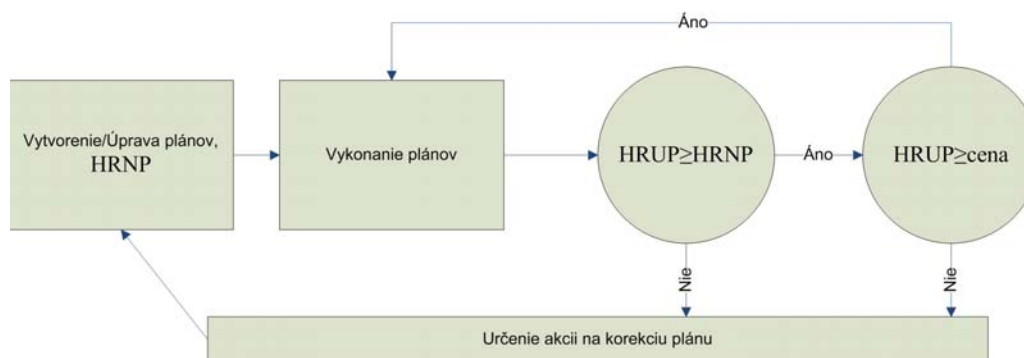 Áno
Vytvorenie/Úprava plánov,
HRNP
Vykonanie plánov
HRUP≥HRNP
Áno
HRUP≥cena
Nie
Nie
Určenie akcii na korekciu plánu